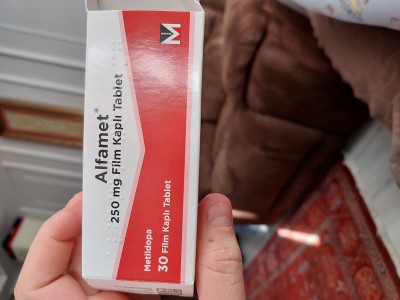 Alfamet®
250 mg Film Kaplı Tablet
Metildopa
30 Film Kaplı Tablet
M